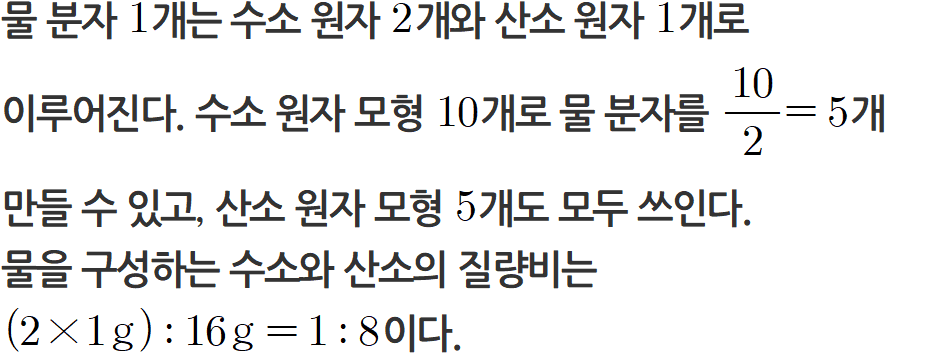 물 분자 1개는 수소 원자 2개와 산소 원자 1개로
이루어진다. 수소 원자 모형 10개로 물 분자를 10/2 = 5개
만들 수 있고, 산소 원자 모형 5개도 모두 쓰인다.
물을 구성하는 수소와 산소의 질량비는
(2×1g) : 16g = 1 : 8이다.